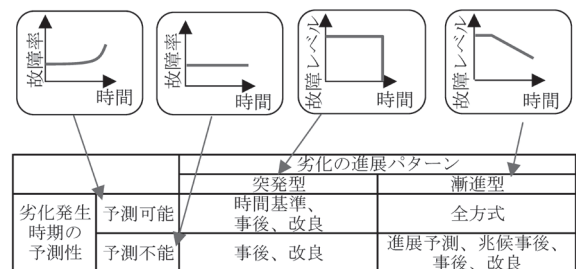 故障率
時間
故障率
時間
故障レベル
時間
故障レベル
時間
劣化の進展パターン
突発型
漸進型
劣化発生
時期の
予測性
予測可能
時間基準、
事後、改良
全方式
予測不能
事後、改良
進展予測、兆候事後、
事後、改良